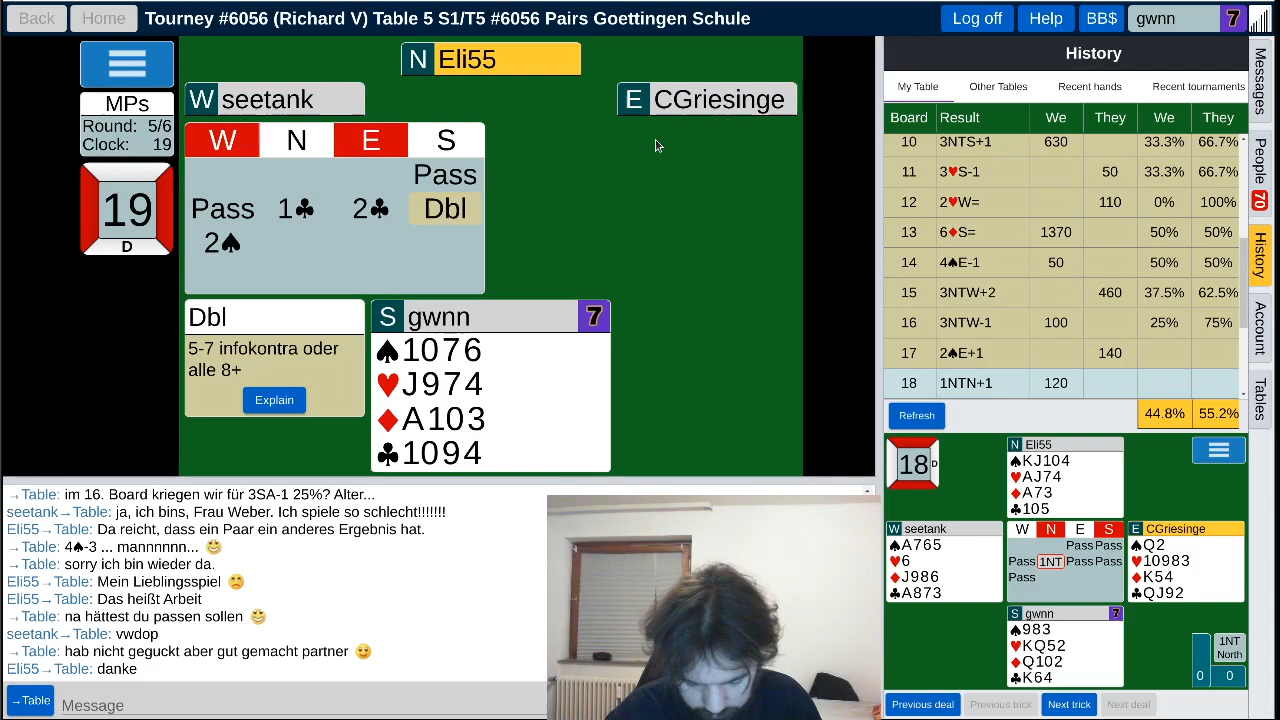 Back
Home
Tourney #6056 (Richard V) Table 5 S1/T5 #6056 Pairs Goettingen Schule
Log off
Help
BB$
gwnn 7
MPs
Round: 5/6
Clock: 19
19
D
N Eli55
W seetank
E CGriesinge
W N E S
Pass
Pass 1♣ 2♣ Dbl
2♠
Dbl
5-7 infokontra oder
alle 8+
Explain
S gwnn 7
♠1076
♥J974
♦A103
♣1094
→Table: im 16. Board kriegen wir für 3SA-1 25%? Alter...
seetank→Table: ja, ich bins, Frau Weber. Ich spiele so schlecht!!!!!!!
Eli55→Table: Da reicht, dass ein Paar ein anderes Ergebnis hat.
→Table: 4♠-3 ... mannnnnn...
→Table: sorry ich bin wieder da.
Eli55→Table: Mein Lieblingsspiel
Eli55→Table: Das heißt Arbeit
→Table: na hättest du passen sollen
seetank→Table: vwdop
→Table: hab nicht geguckt aber gut gemacht partner
Eli55→Table: danke
→Table
Message
History
My Table
Other Tables
Recent hands
Recent tournaments
Board Result We They We They
10 3NTS+1 630 33.3% 66.7%
11 3♥S-1 50 33.3% 66.7%
12 2♥W= 110 0% 100%
13 6♦S= 1370 50% 50%
14 4♠E-1 50 50% 50%
15 3NTW+2 460 37.5% 62.5%
16 3NTW-1 100 25% 75%
17 2♠E+1 140
18 1NTN+1 120
Refresh
44.8% 55.2%
18
D
N Eli55
♠KJ104
♥AJ74
♦A73
♣105
W seetank
♠A765
♥6
♦J986
♣A873
W N E S
Pass Pass
Pass 1NT Pass Pass
Pass
E CGriesinge
♠Q2
♥10983
♦K54
♣QJ92
S gwnn 7
♠983
♥KQ52
♦Q102
♣K64
1NT
North
0 0
Previous deal
Previous trick
Next trick
Next deal
Messages
People 70
History
Account
Tables